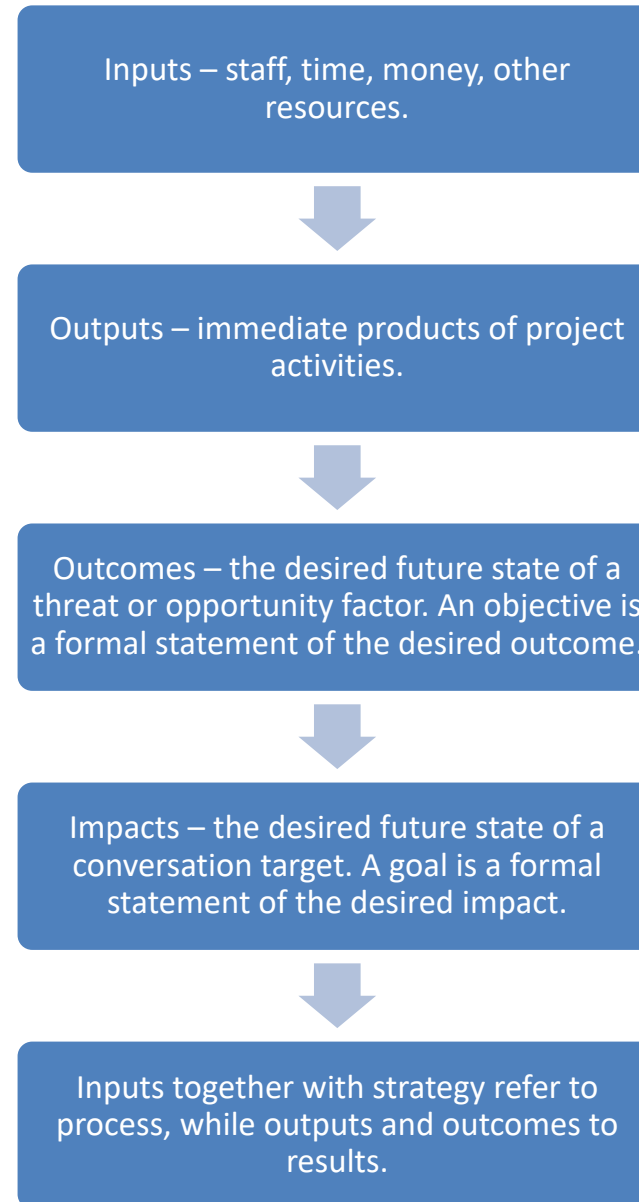 Inputs – staff, time, money, other
resources.
Outputs – immediate products of project
activities.
Outcomes – the desired future state of a
threat or opportunity factor. An objective is
a formal statement of the desired outcome.
Impacts – the desired future state of a
conversation target. A goal is a formal
statement of the desired impact.
Inputs together with strategy refer to
process, while outputs and outcomes to
results.